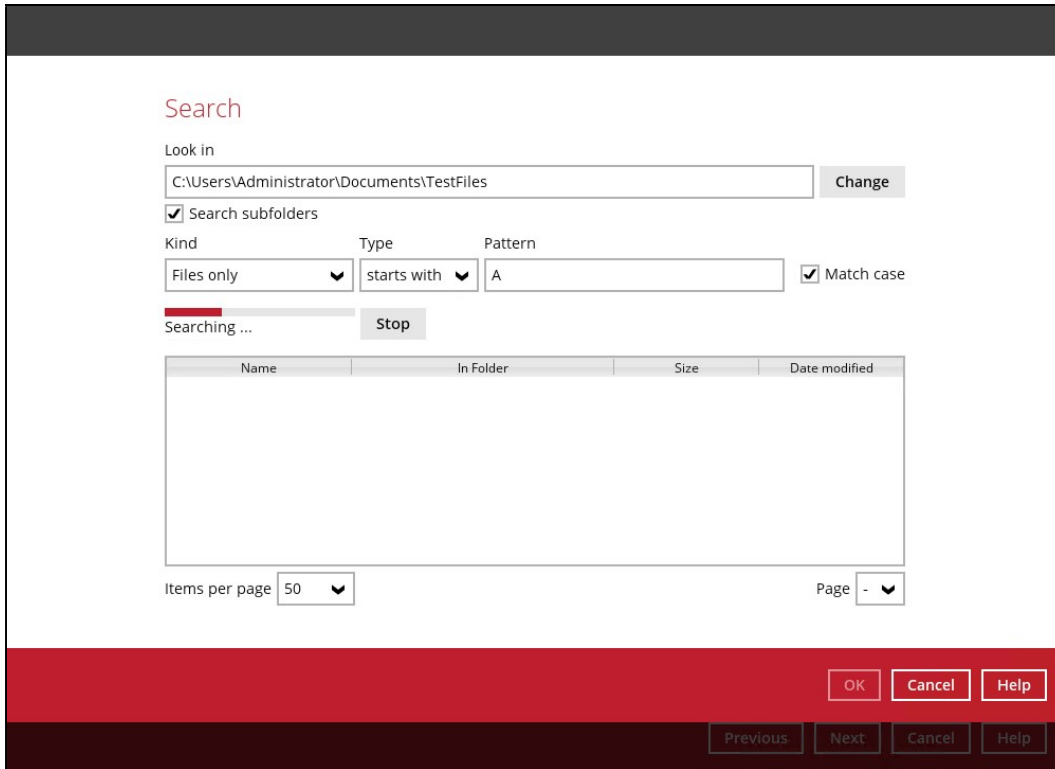 Search
Look in
C:\Users\Administrator\Documents\TestFiles Change
Search subfolders
Kind Type Pattern
Files only starts with A Match case
Searching ... Stop
Name In Folder Size Date modified
Items per page 50 Page -
OK Cancel Help
Previous Next Cancel Help